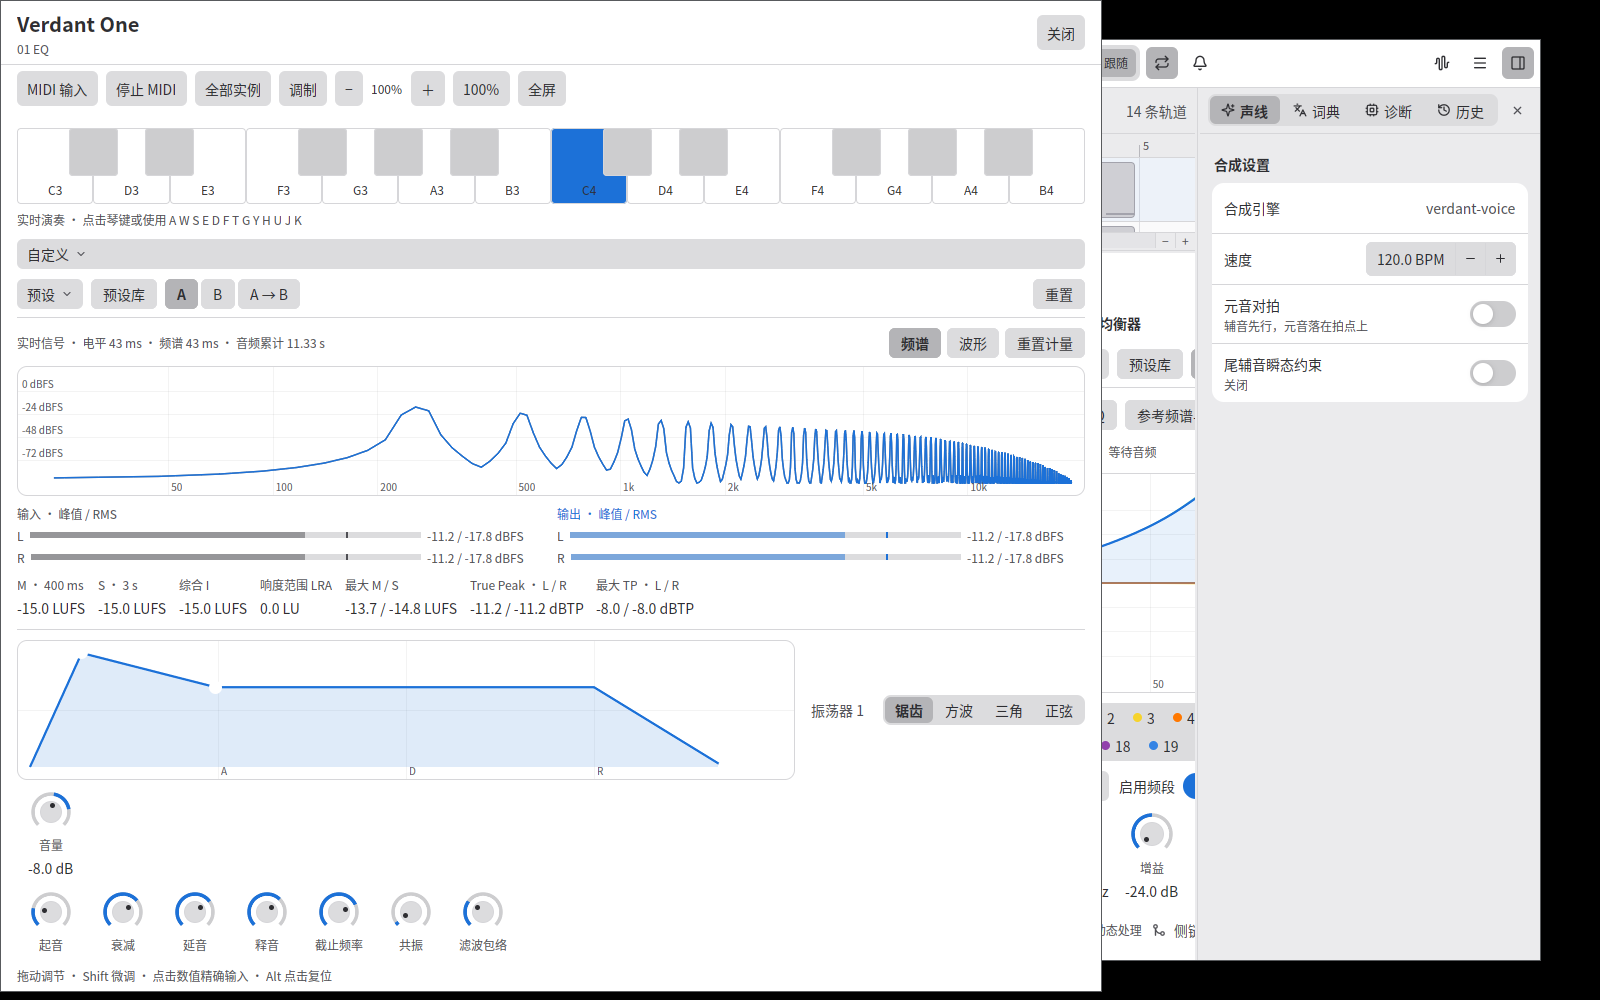 Verdant One
01 EQ
关闭
MIDI 输入 停止 MIDI 全部实例 调制 − 100% + 100% 全屏
C3 D3 E3 F3 G3 A3 B3 C4 D4 E4 F4 G4 A4 B4
实时演奏 · 点击琴键或使用 A W S E D F T G Y H U J K
自定义
预设 预设库 A B A → B 重置
实时信号 · 电平 43 ms · 频谱 43 ms · 音频累计 11.33 s 频谱 波形 重置计量
0 dBFS
-24 dBFS
-48 dBFS
-72 dBFS
50 100 200 500 1k 2k 5k 10k
输入 · 峰值 / RMS 输出 · 峰值 / RMS
L -11.2 / -17.8 dBFS L -11.2 / -17.8 dBFS
R -11.2 / -17.8 dBFS R -11.2 / -17.8 dBFS
M · 400 ms S · 3 s 综合 I 响度范围 LRA 最大 M / S True Peak · L / R 最大 TP · L / R
-15.0 LUFS -15.0 LUFS -15.0 LUFS 0.0 LU -13.7 / -14.8 LUFS -11.2 / -11.2 dBTP -8.0 / -8.0 dBTP
A D R
振荡器 1 锯齿 方波 三角 正弦
音量
-8.0 dB
起音 衰减 延音 释音 截止频率 共振 滤波包络
拖动调节 · Shift 微调 · 点击数值精确输入 · Alt 点击复位
跟随
14 条轨道
5
− +
均衡器
预设库
参考频谱
等待音频
50
2 3 4
18 19
启用频段
增益
z -24.0 dB
动态处理 侧链
声线 词典 诊断 历史 ×
合成设置
合成引擎 verdant-voice
速度 120.0 BPM − +
元音对拍
辅音先行，元音落在拍点上
尾辅音瞬态约束
关闭